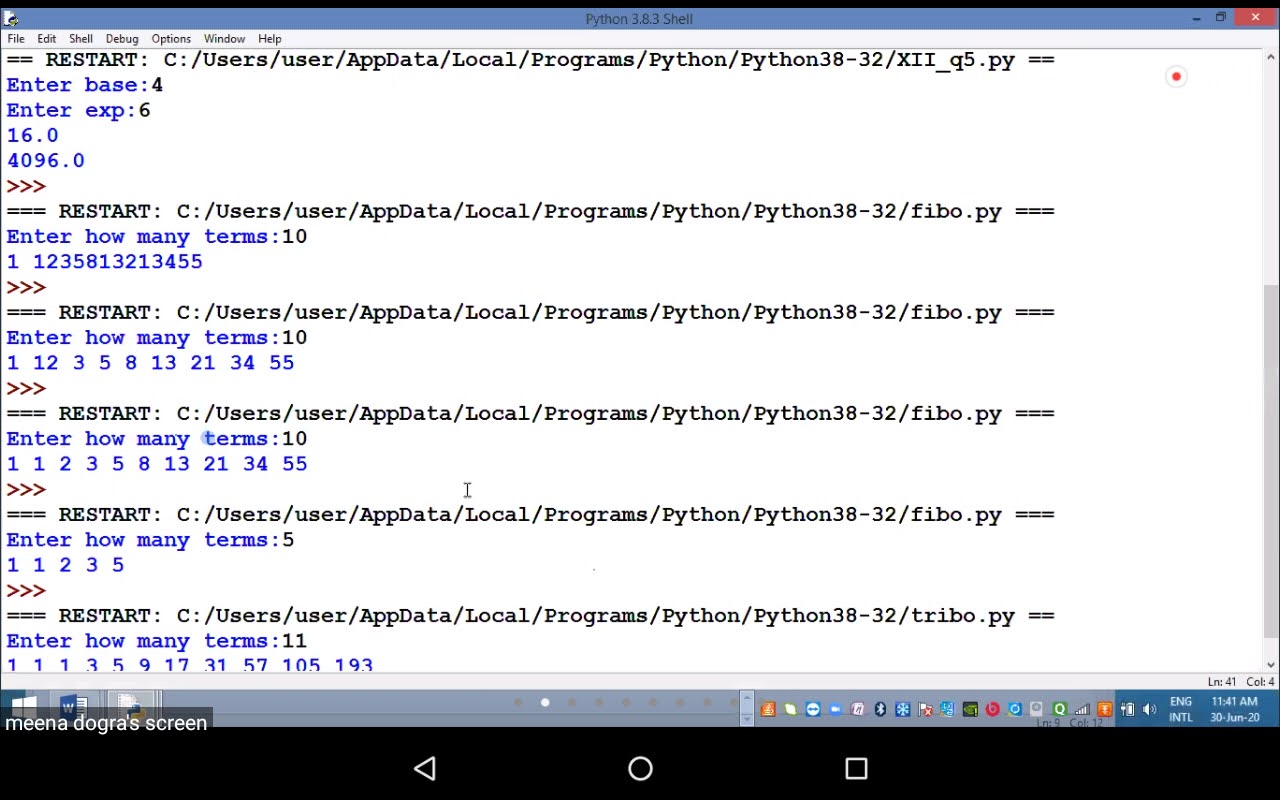 Python 3.8.3 Shell
File Edit Shell Debug Options Window Help
== RESTART: C:/Users/user/AppData/Local/Programs/Python/Python38-32/XII_q5.py ==
Enter base:4
Enter exp:6
16.0
4096.0
>>>
=== RESTART: C:/Users/user/AppData/Local/Programs/Python/Python38-32/fibo.py ===
Enter how many terms:10
1 1235813213455
>>>
=== RESTART: C:/Users/user/AppData/Local/Programs/Python/Python38-32/fibo.py ===
Enter how many terms:10
1 12 3 5 8 13 21 34 55
>>>
=== RESTART: C:/Users/user/AppData/Local/Programs/Python/Python38-32/fibo.py ===
Enter how many terms:10
1 1 2 3 5 8 13 21 34 55
>>>
=== RESTART: C:/Users/user/AppData/Local/Programs/Python/Python38-32/fibo.py ===
Enter how many terms:5
1 1 2 3 5
>>>
=== RESTART: C:/Users/user/AppData/Local/Programs/Python/Python38-32/tribo.py ==
Enter how many terms:11
1 1 1 3 5 9 17 31 57 105 193
Ln: 41 Col: 4
ENG 11:41 AM
INTL 30-Jun-20
Ln: 9 Col: 12
meena dogra's screen